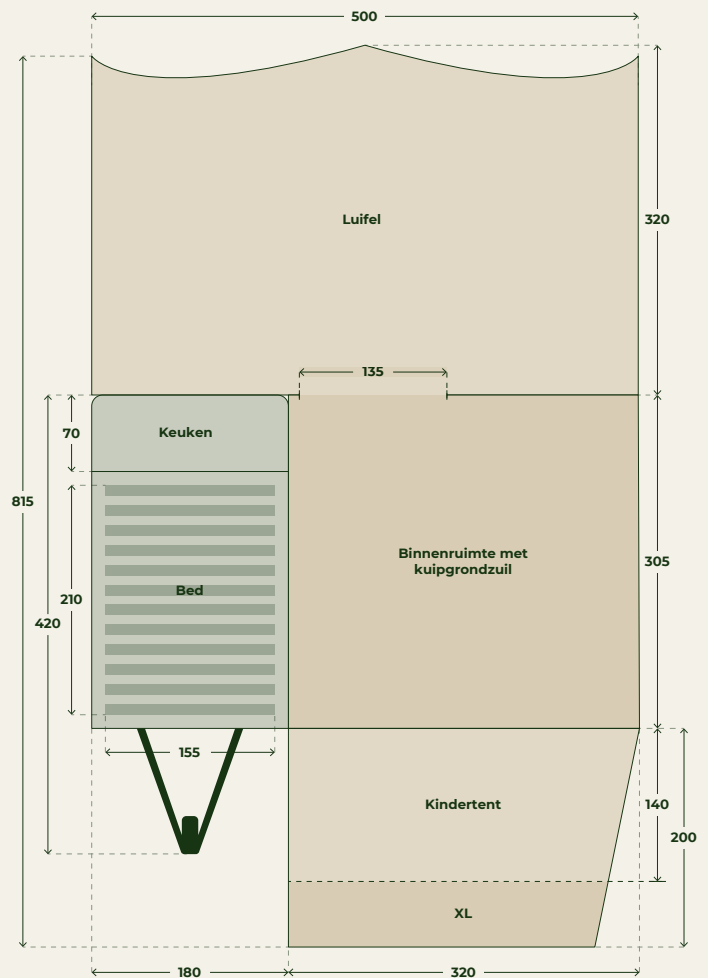 500
Luifel
320
135
Keuken
70
815
Binnenruimte met
kuipgrondzuil
305
Bed
210
420
155
Kindertent
140
200
XL
180
320